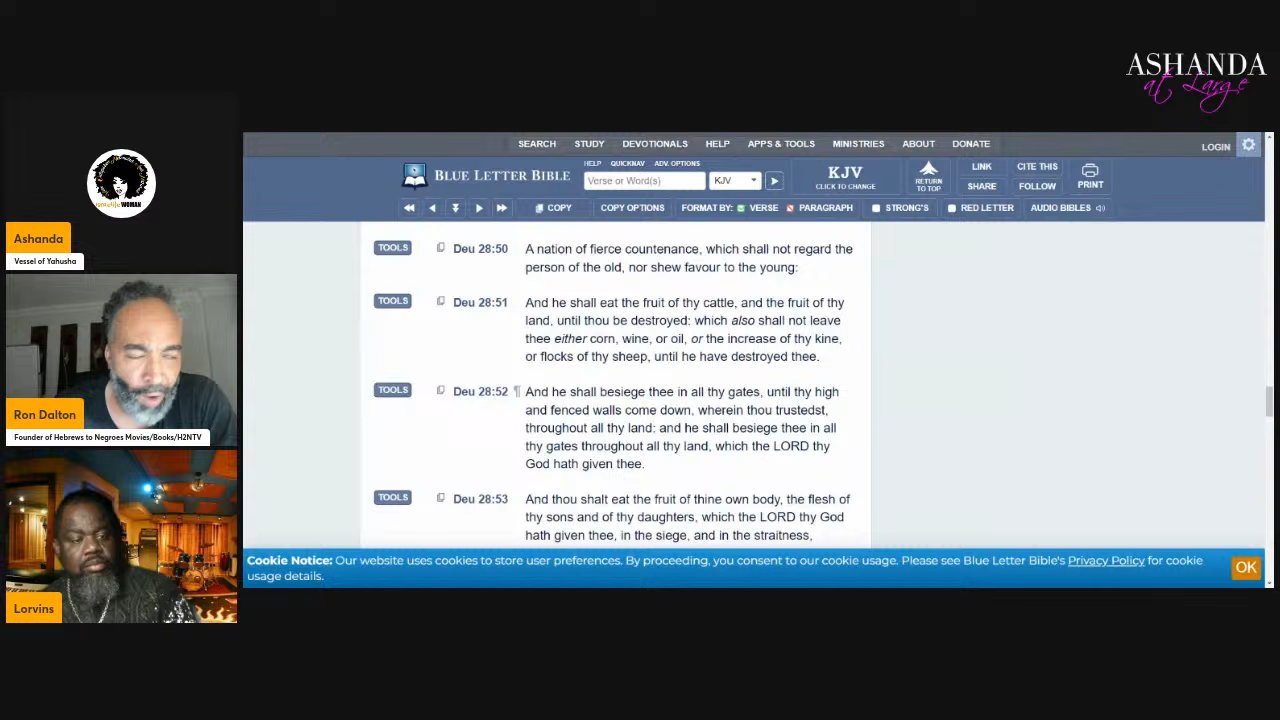 ASHANDA
at Large
Ashanda
Vessel of Yahusha
Ron Dalton
Founder of Hebrews to Negroes Movies/Books/H2NTV
Lorvins
SEARCH STUDY DEVOTIONALS HELP APPS & TOOLS MINISTRIES ABOUT DONATE LOGIN
BLUE LETTER BIBLE
HELP QUICKNAV ADV. OPTIONS
Verse or Word(s) KJV
KJV
CLICK TO CHANGE
RETURN
TO TOP
LINK CITE THIS
SHARE FOLLOW
PRINT
COPY COPY OPTIONS FORMAT BY: VERSE PARAGRAPH STRONG'S RED LETTER AUDIO BIBLES
TOOLS Deu 28:50 A nation of fierce countenance, which shall not regard the
person of the old, nor shew favour to the young:
TOOLS Deu 28:51 And he shall eat the fruit of thy cattle, and the fruit of thy
land, until thou be destroyed: which also shall not leave
thee either corn, wine, or oil, or the increase of thy kine,
or flocks of thy sheep, until he have destroyed thee.
TOOLS Deu 28:52 ¶ And he shall besiege thee in all thy gates, until thy high
and fenced walls come down, wherein thou trustedst,
throughout all thy land: and he shall besiege thee in all
thy gates throughout all thy land, which the LORD thy
God hath given thee.
TOOLS Deu 28:53 And thou shalt eat the fruit of thine own body, the flesh of
thy sons and of thy daughters, which the LORD thy God
hath given thee, in the siege, and in the straitness,
Cookie Notice: Our website uses cookies to store user preferences. By proceeding, you consent to our cookie usage. Please see Blue Letter Bible's Privacy Policy for cookie
usage details.
OK